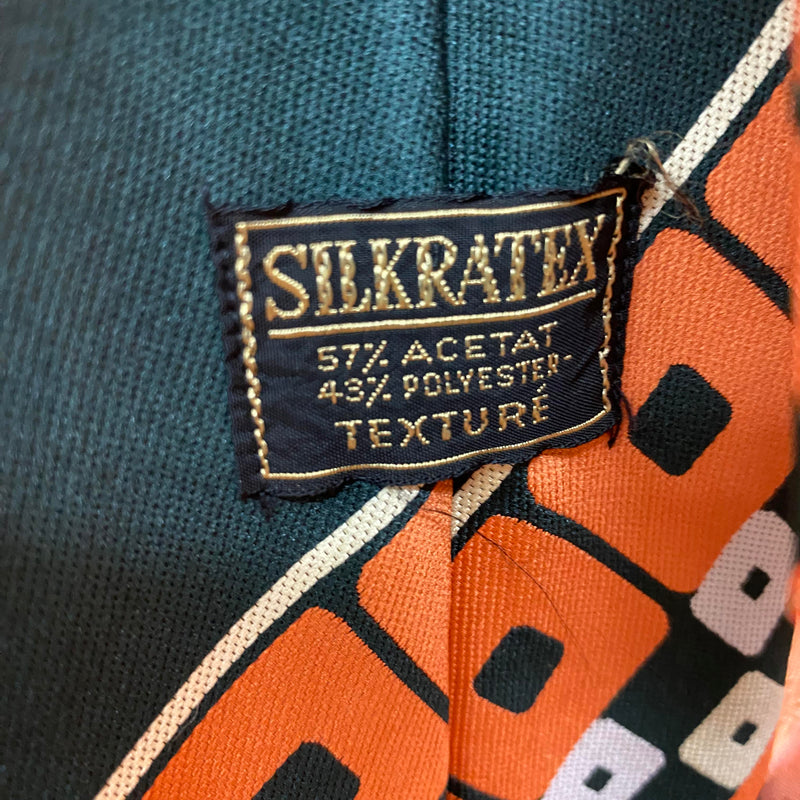 SILKRATEX
57% ACETAT
43% POLYESTER-
TEXTURÉ